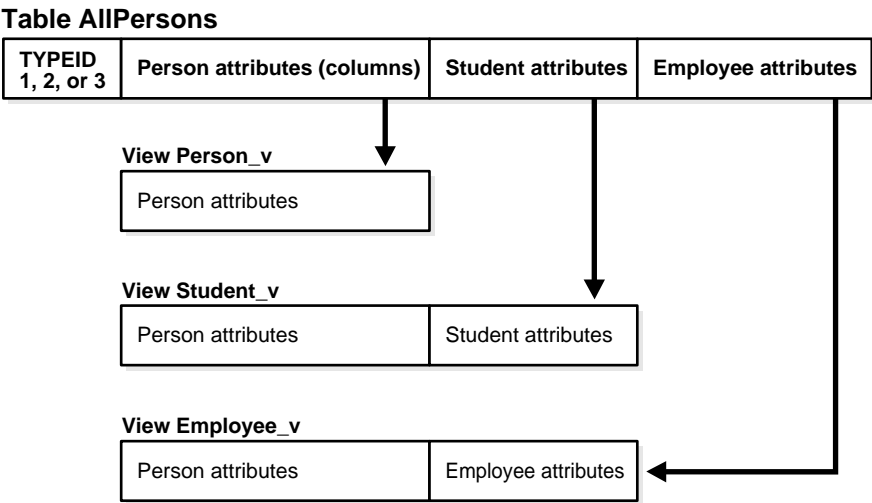 Table AllPersons
TYPEID
1, 2, or 3
Person attributes (columns)
Student attributes
Employee attributes
View Person_v
Person attributes
View Student_v
Person attributes
Student attributes
View Employee_v
Person attributes
Employee attributes